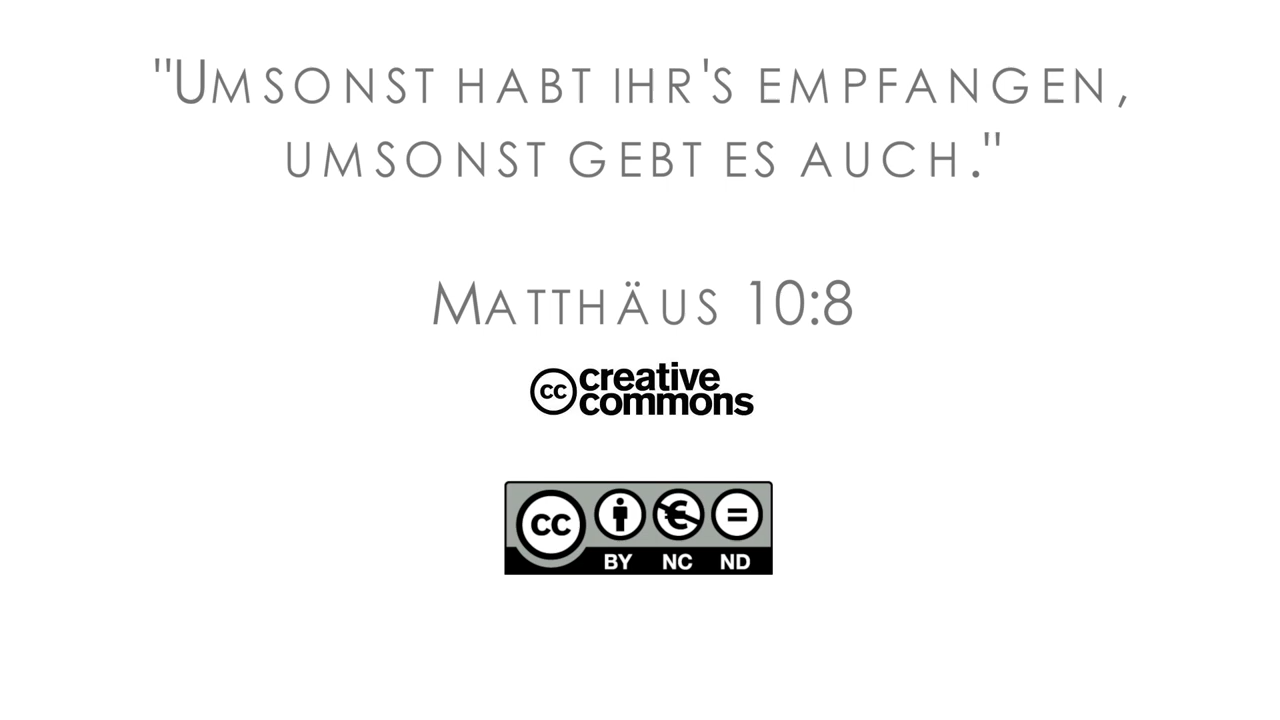 "Umsonst habt ihr's empfangen,
umsonst gebt es auch."
Matthäus 10:8
cc creative
commons
cc BY NC ND